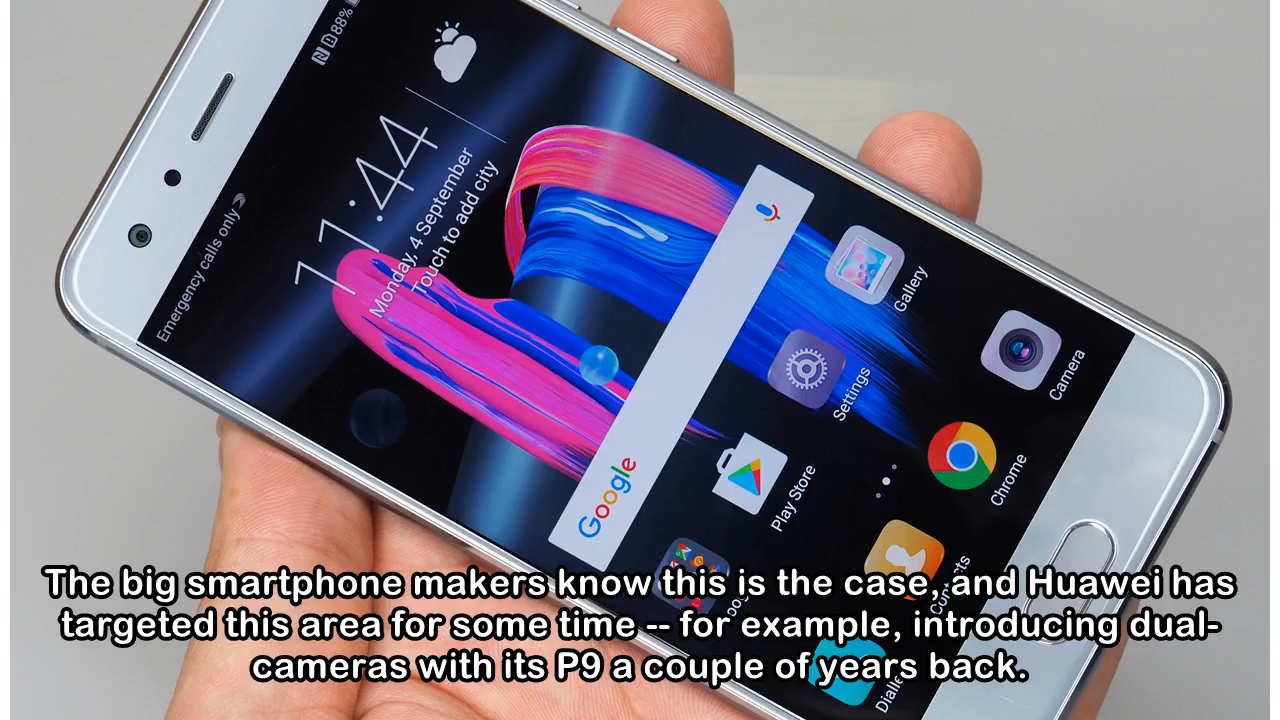 88%
Emergency calls only
11:44
Monday, 4 September
Touch to add city
Google
Gallery
Settings
Camera
Play Store
Chrome
The big smartphone makers know this is the case, and Huawei has
targeted this area for some time -- for example, introducing dual-
cameras with its P9 a couple of years back.